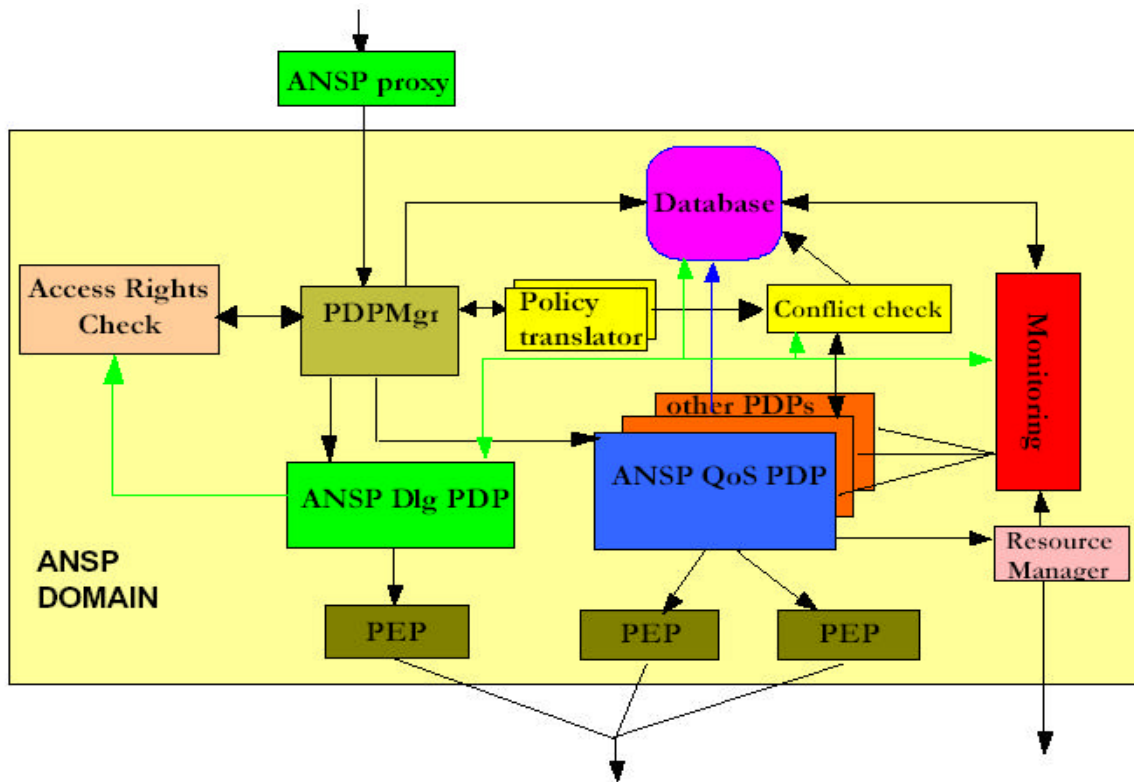 ANSP proxy
Database
Access Rights
Check
PDPMgr
Policy
translator
Conflict check
Monitoring
other PDPs
ANSP Dlg PDP
ANSP QoS PDP
Resource
Manager
ANSP
DOMAIN
PEP
PEP
PEP